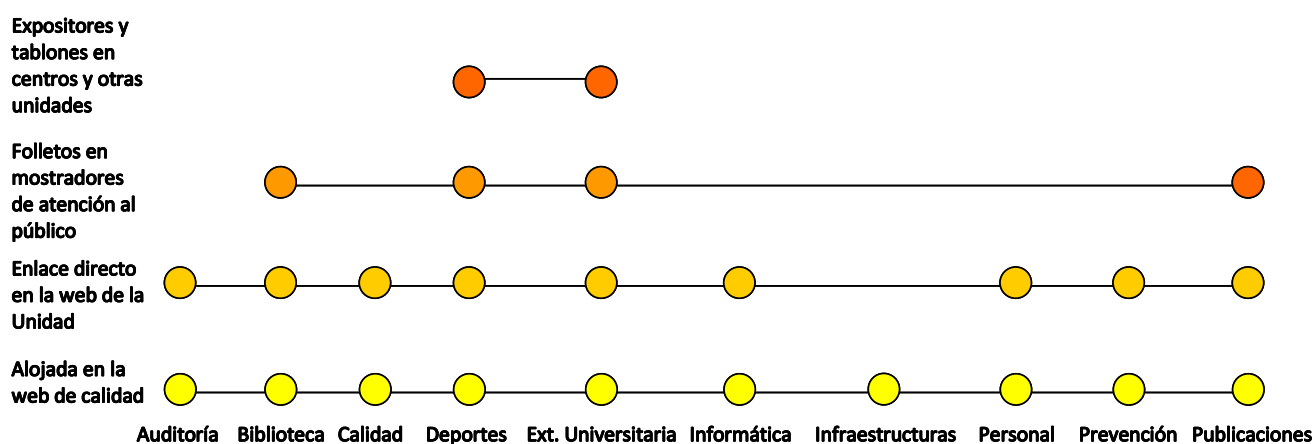 Expositores y
tablones en
centros y otras
unidades
Folletos en
mostradores
de atención al
público
Enlace directo
en la web de la
Unidad
Alojada en la
web de calidad
Auditoría Biblioteca Calidad Deportes Ext. Universitaria Informática Infraestructuras Personal Prevención Publicaciones